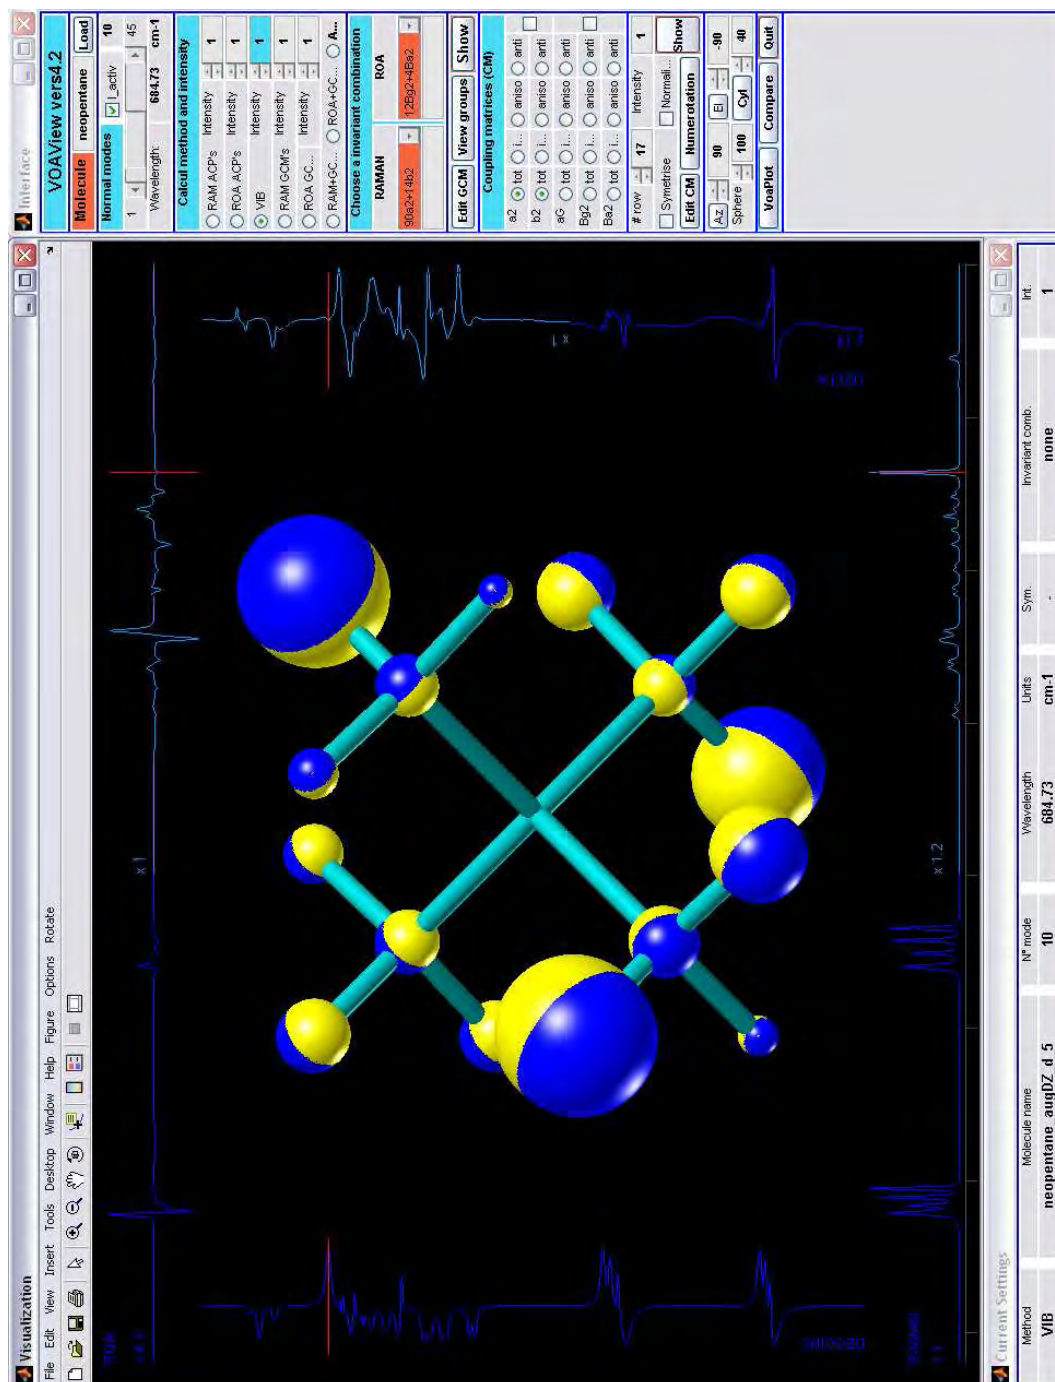 Visualization
File Edit View Insert Tools Desktop Window Help Figure Options Rotate
x 1
x 1
x 1.2
Interface
VOAView vers4.2
Molecule neopentane Load
Normal modes 10
1 I_activ 45
Wavelength: 684.73 cm-1
Calcul method and intensity
RAM ACP's Intensity 1
ROA ACP's Intensity 1
VIB Intensity 1
RAM GCM's Intensity 1
ROA GC... Intensity 1
RAM+GC... ROA+GC... A...
Choose a invariant combination
RAMAN ROA
90a2+14b2 12Bg2+4Ba2
Edit GCM View groups Show
Coupling matrices (CM)
a2 tot i... aniso anti
b2 tot i... aniso anti
aG tot i... aniso anti
Bg2 tot i... aniso anti
Ba2 tot i... aniso anti
# row 17 Intensity 1
Symetrise Normali... Show
Edit CM Numerotation
Az 90 El -90
Sphere 100 Cyl 40
VoaPlot Compare Quit
Current Settings
Method Molecule name N° mode Wavelength Units Sym. Invariant comb. Int.
VIB neopentane_augDZ_d_5 10 684.73 cm-1 - none 1